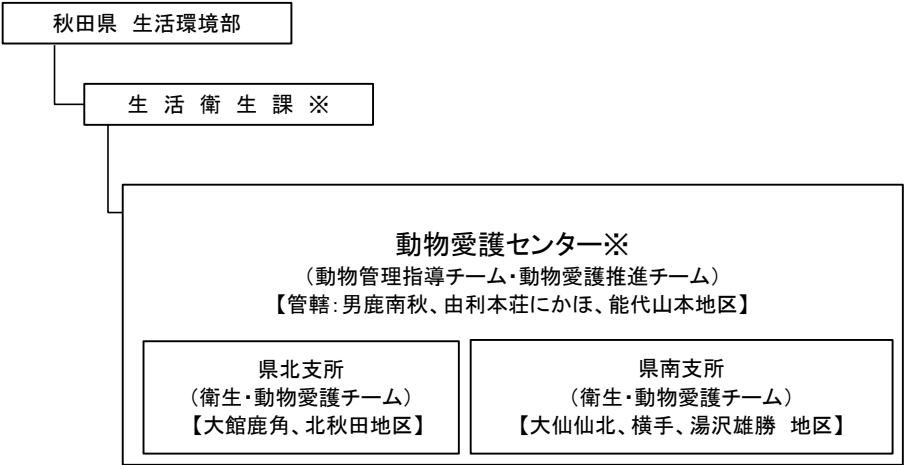 秋田県 生活環境部
生 活 衛 生 課 ※
動物愛護センター※
（動物管理指導チーム・動物愛護推進チーム）
【管轄：男鹿南秋、由利本荘にかほ、能代山本地区】
県北支所
（衛生・動物愛護チーム）
【大館鹿角、北秋田地区】
県南支所
（衛生・動物愛護チーム）
【大仙仙北、横手、湯沢雄勝 地区】